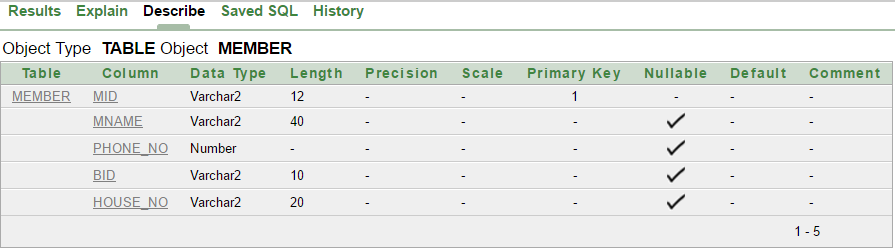 Results Explain Describe Saved SQL History
Object Type TABLE Object MEMBER
Table Column Data Type Length Precision Scale Primary Key Nullable Default Comment
MEMBER MID Varchar2 12 - - 1 - - -
MNAME Varchar2 40 - - - - -
PHONE_NO Number - - - - - -
BID Varchar2 10 - - - - -
HOUSE_NO Varchar2 20 - - - - -
1 - 5